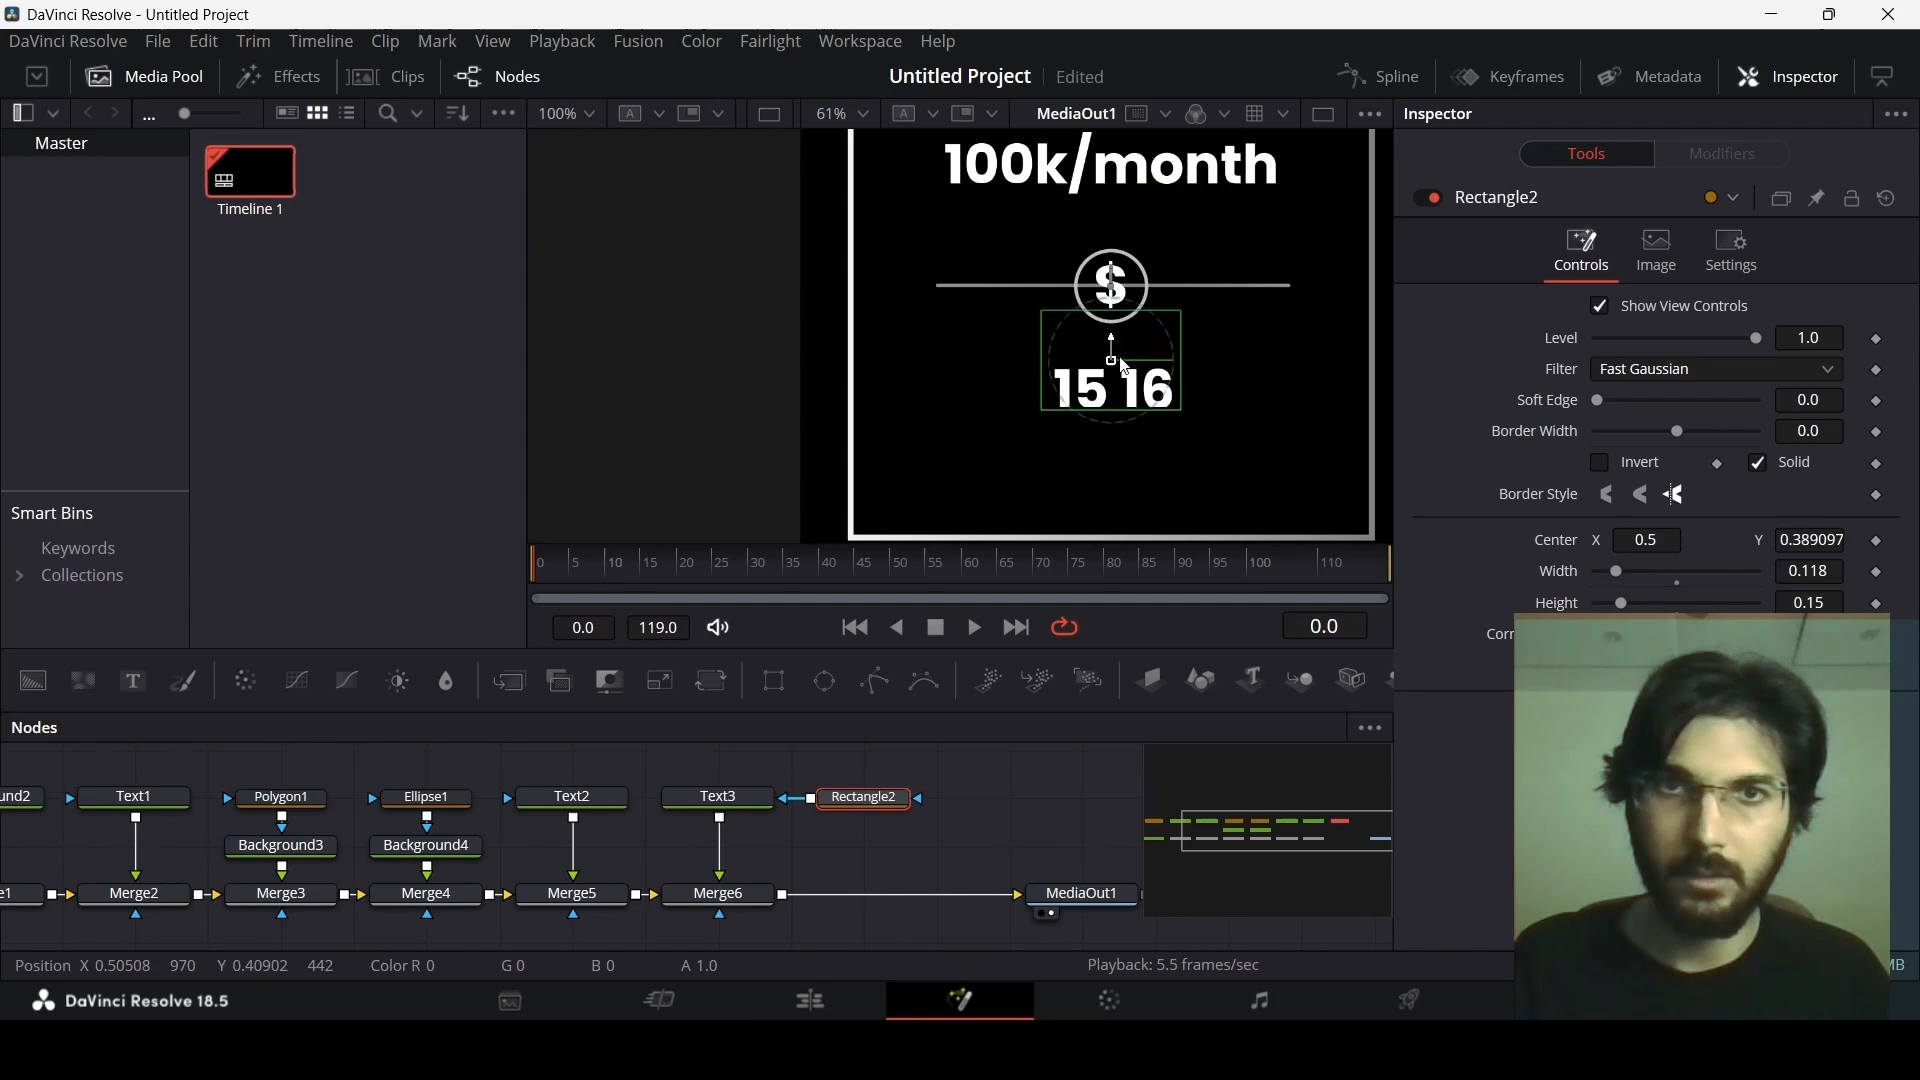 DaVinci Resolve - Untitled Project
DaVinci Resolve File Edit Trim Timeline Clip Mark View Playback Fusion Color Fairlight Workspace Help
Media Pool Effects Clips Nodes Untitled Project Edited Spline Keyframes Metadata Inspector
... 100% A 61% A MediaOut1 Inspector
Master
Timeline 1
Smart Bins
Keywords
Collections
100k/month
$
15 16
Tools Modifiers
Rectangle2
Controls Image Settings
Show View Controls
Level 1.0
Filter Fast Gaussian
Soft Edge 0.0
Border Width 0.0
Invert Solid
Border Style
Center X 0.5 Y 0.389097
Width 0.118
Height 0.15
Corr
0 5 10 15 20 25 30 35 40 45 50 55 60 65 70 75 80 85 90 95 100 110
0.0 119.0 0.0
T T
Nodes
und2 Text1 Polygon1 Ellipse1 Text2 Text3 Rectangle2
Background3 Background4
e1 Merge2 Merge3 Merge4 Merge5 Merge6 MediaOut1
Position X 0.50508 970 Y 0.40902 442 Color R 0 G 0 B 0 A 1.0 Playback: 5.5 frames/sec MB
DaVinci Resolve 18.5